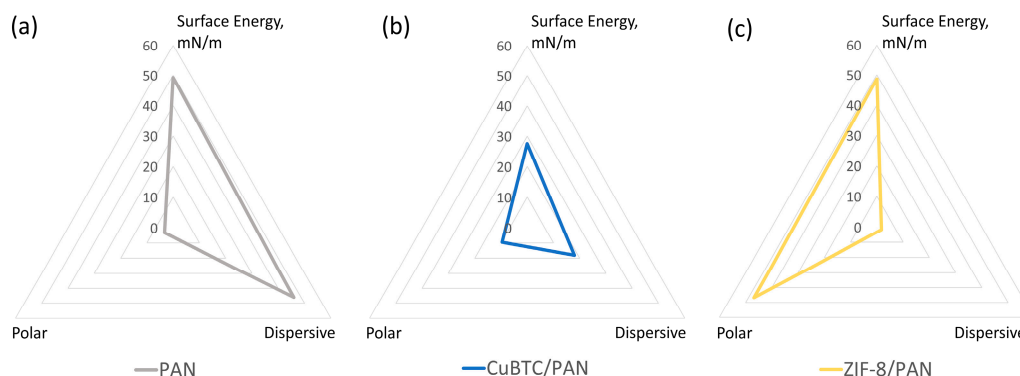 (a)
Surface Energy,
mN/m
60
50
40
30
20
10
0
Polar
Dispersive
PAN
(b)
Surface Energy,
mN/m
60
50
40
30
20
10
0
Polar
Dispersive
CuBTC/PAN
(c)
Surface Energy,
mN/m
60
50
40
30
20
10
0
Polar
Dispersive
ZIF-8/PAN